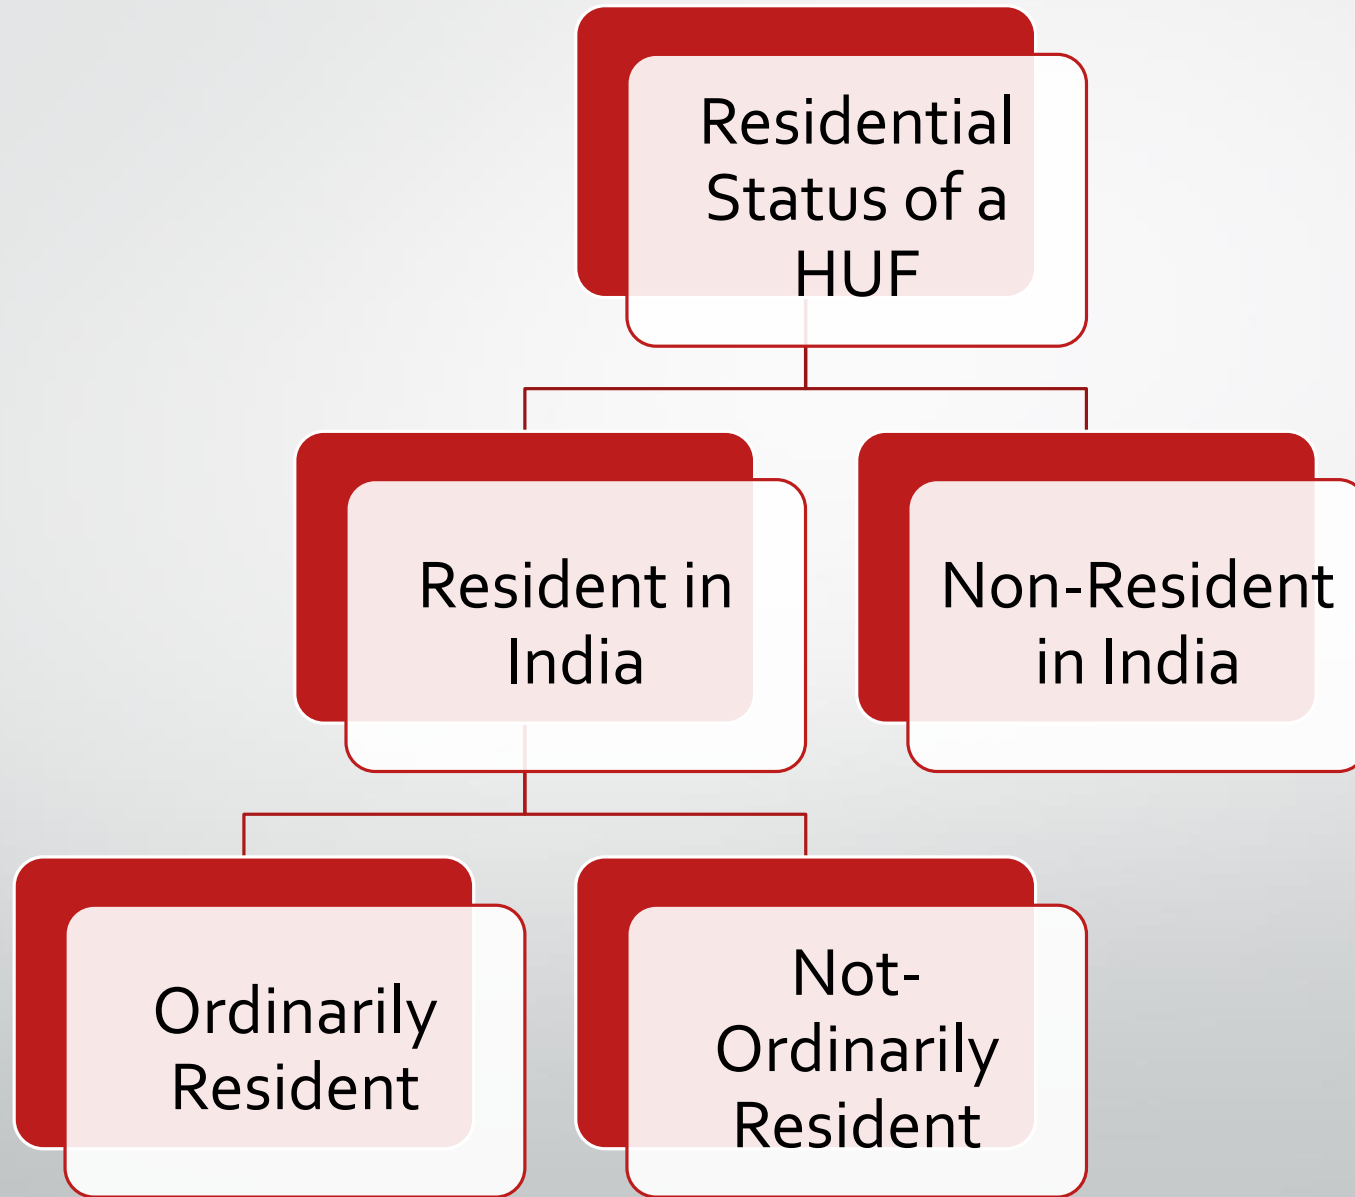 Residential
Status of a
HUF
Resident in
India
Non-Resident
in India
Ordinarily
Resident
Not-
Ordinarily
Resident